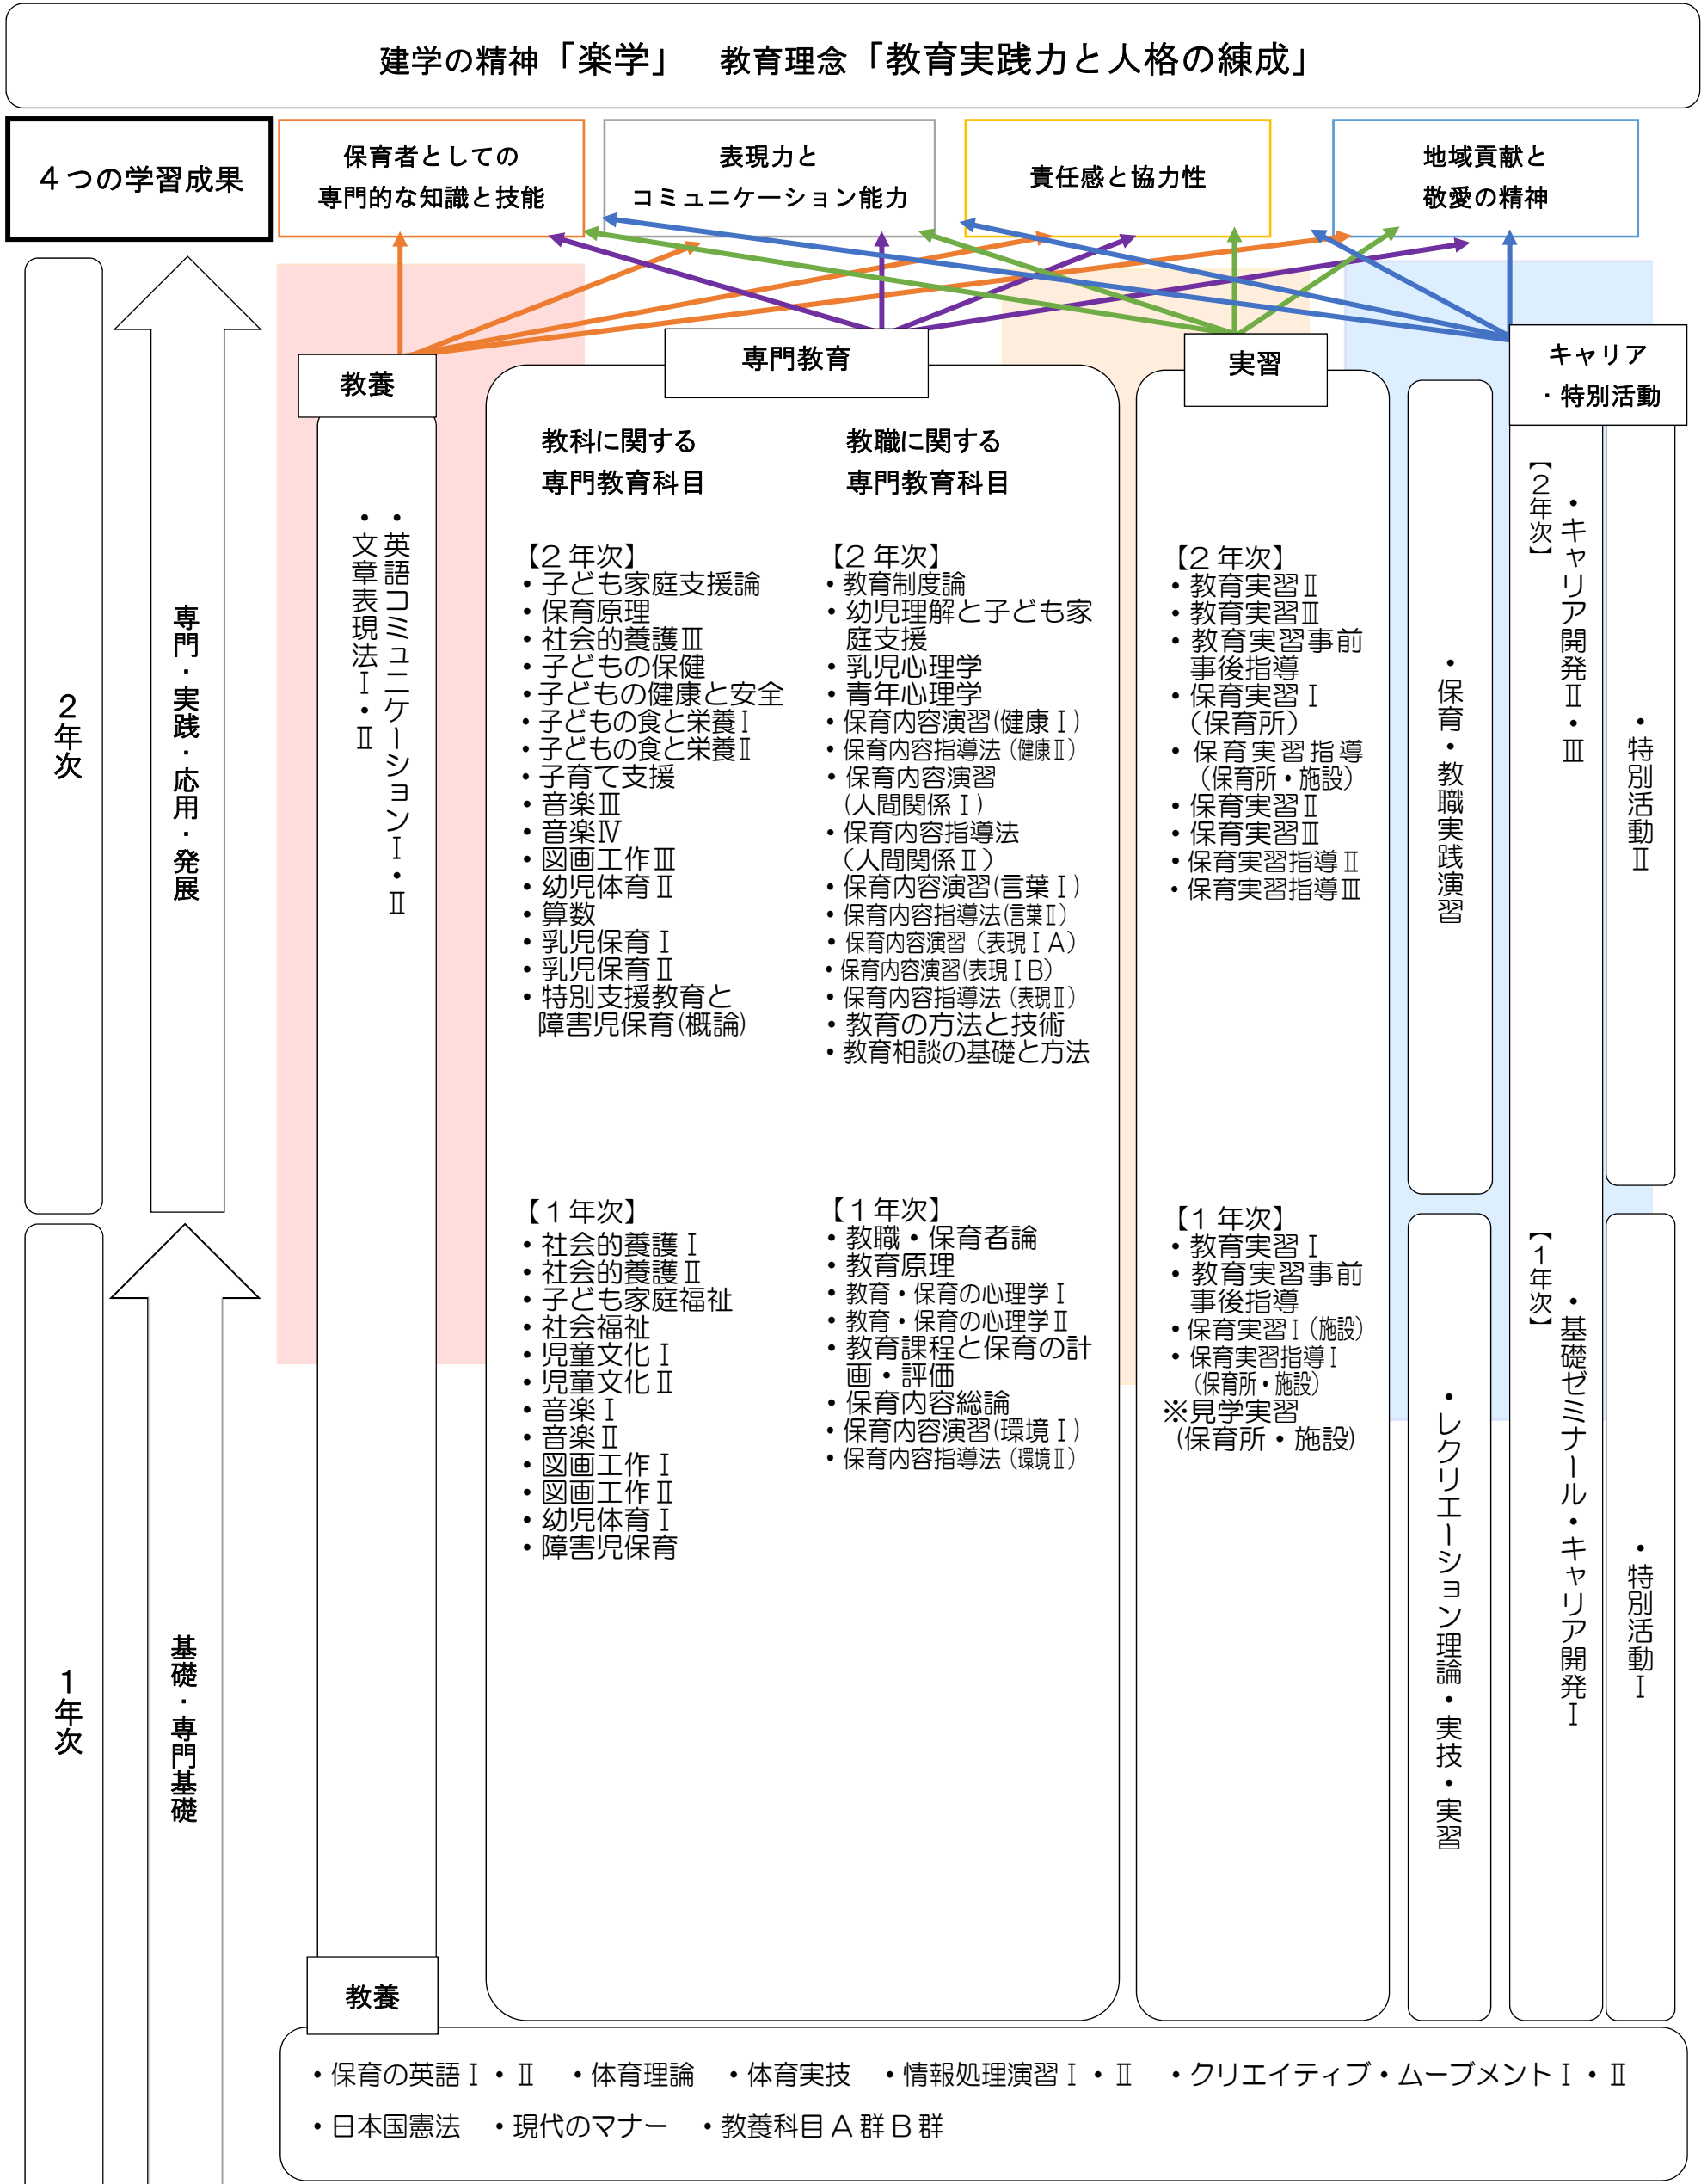 建学の精神「楽学」　教育理念「教育実践力と人格の練成」
４つの学習成果
保育者としての
専門的な知識と技能
表現力と
コミュニケーション能力
責任感と協力性
地域貢献と
敬愛の精神
２年次
専門・実践・応用・発展
１年次
基礎・専門基礎
教養
・英語コミュニケーションⅠ・Ⅱ
・文章表現法Ⅰ・Ⅱ
専門教育
教科に関する
専門教育科目
【２年次】
・子ども家庭支援論
・保育原理
・社会的養護Ⅲ
・子どもの保健
・子どもの健康と安全
・子どもの食と栄養Ⅰ
・子どもの食と栄養Ⅱ
・子育て支援
・音楽Ⅲ
・音楽Ⅳ
・図画工作Ⅲ
・幼児体育Ⅱ
・算数
・乳児保育Ⅰ
・乳児保育Ⅱ
・特別支援教育と
障害児保育(概論)
【１年次】
・社会的養護Ⅰ
・社会的養護Ⅱ
・子ども家庭福祉
・社会福祉
・児童文化Ⅰ
・児童文化Ⅱ
・音楽Ⅰ
・音楽Ⅱ
・図画工作Ⅰ
・図画工作Ⅱ
・幼児体育Ⅰ
・障害児保育
教職に関する
専門教育科目
【２年次】
・教育制度論
・幼児理解と子ども家
庭支援
・乳児心理学
・青年心理学
・保育内容演習(健康Ⅰ)
・保育内容指導法（健康Ⅱ）
・保育内容演習
(人間関係Ⅰ)
・保育内容指導法
（人間関係Ⅱ）
・保育内容演習(言葉Ⅰ)
・保育内容指導法(言葉Ⅱ)
・保育内容演習（表現ⅠＡ）
・保育内容演習(表現ⅠＢ)
・保育内容指導法（表現Ⅱ）
・教育の方法と技術
・教育相談の基礎と方法
【１年次】
・教職・保育者論
・教育原理
・教育・保育の心理学Ⅰ
・教育・保育の心理学Ⅱ
・教育課程と保育の計
画・評価
・保育内容総論
・保育内容演習(環境Ⅰ)
・保育内容指導法（環境Ⅱ）
実習
【２年次】
・教育実習Ⅱ
・教育実習Ⅲ
・教育実習事前
事後指導
・保育実習Ⅰ
（保育所）
・保育実習指導
（保育所・施設）
・保育実習Ⅱ
・保育実習Ⅲ
・保育実習指導Ⅱ
・保育実習指導Ⅲ
【１年次】
・教育実習Ⅰ
・教育実習事前
事後指導
・保育実習Ⅰ（施設）
・保育実習指導Ⅰ
（保育所・施設）
※見学実習
(保育所・施設)
・保育・教職実践演習
・レクリエーション理論・実技・実習
キャリア
・特別活動
【２年次】
・キャリア開発Ⅱ・Ⅲ
【１年次】
・基礎ゼミナール・キャリア開発Ⅰ
・特別活動Ⅱ
・特別活動Ⅰ
教養
・保育の英語Ⅰ・Ⅱ　・体育理論　・体育実技　・情報処理演習Ⅰ・Ⅱ　・クリエイティブ・ムーブメントⅠ・Ⅱ
・日本国憲法　・現代のマナー　・教養科目Ａ群Ｂ群